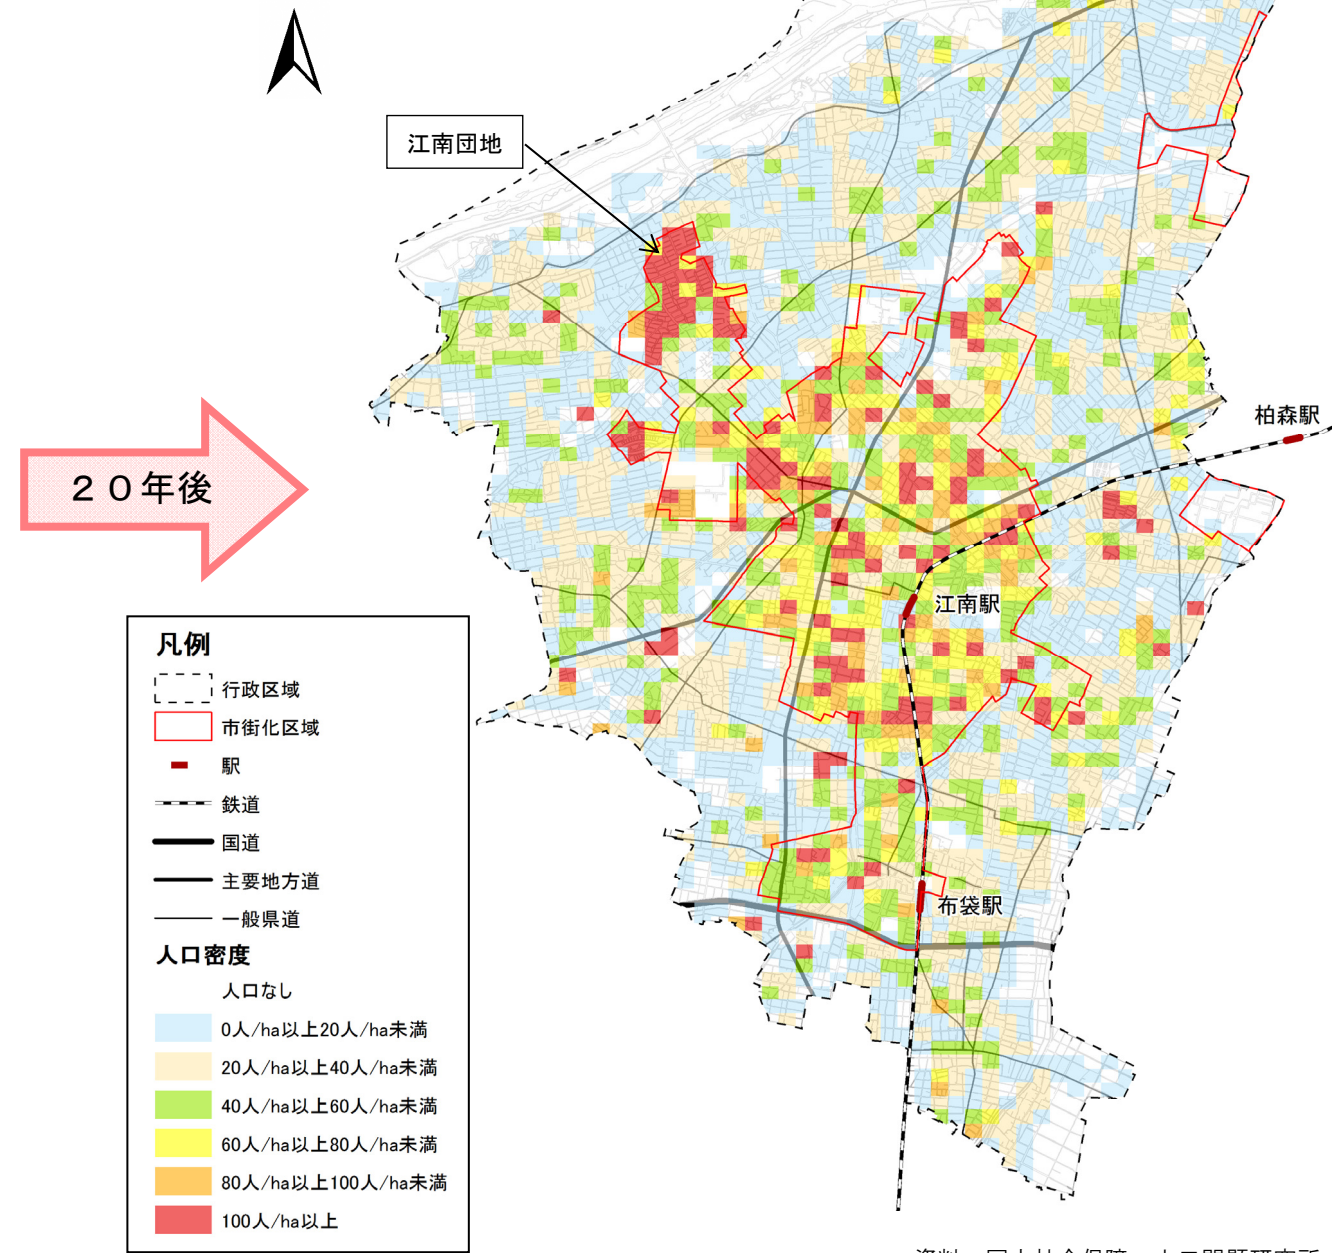 江南団地
柏森駅
２０年後
江南駅
布袋駅
凡例
行政区域
市街化区域
駅
鉄道
国道
主要地方道
一般県道
人口密度
人口なし
0人/ha以上20人/ha未満
20人/ha以上40人/ha未満
40人/ha以上60人/ha未満
60人/ha以上80人/ha未満
80人/ha以上100人/ha未満
100人/ha以上